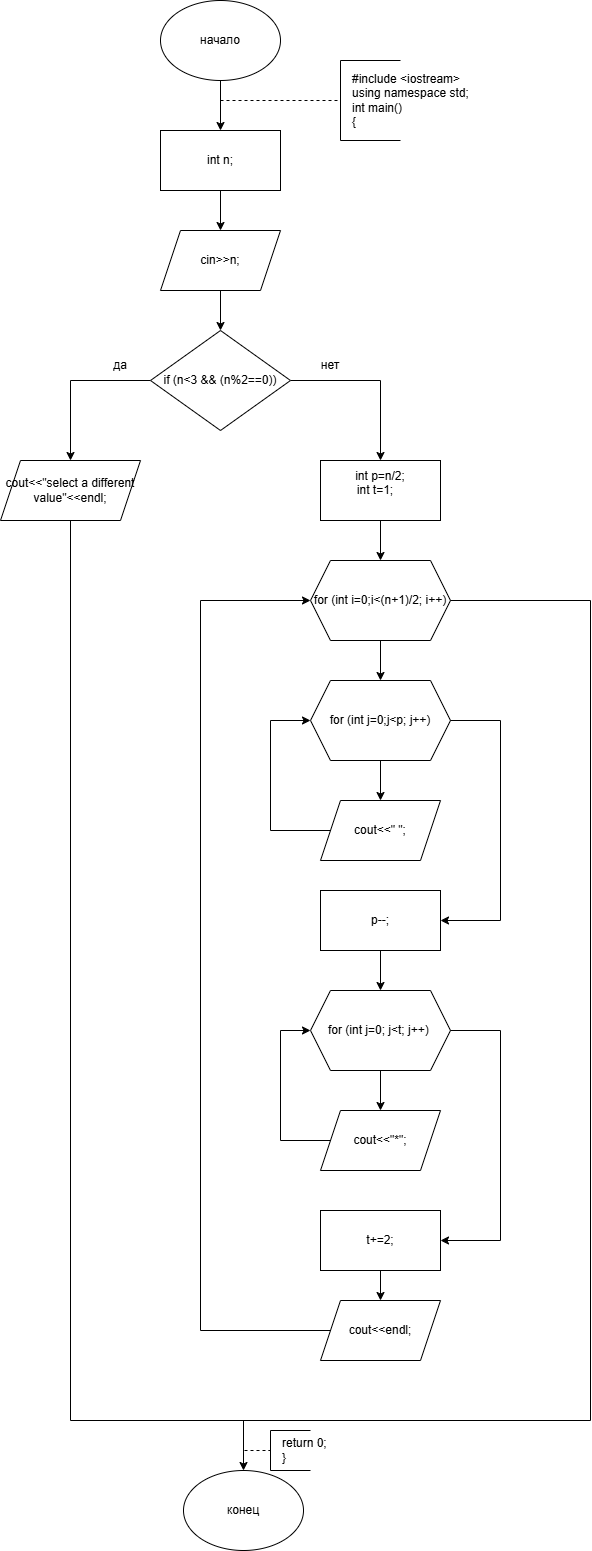 начало
#include <iostream>
using namespace std;
int main()
{
int n;
cin>>n;
if (n<3 && (n%2==0))
да
нет
cout<<"select a different
value"<<endl;
int p=n/2;
int t=1;
for (int i=0;i<(n+1)/2; i++)
for (int j=0;j<p; j++)
cout<<" ";
p--;
for (int j=0; j<t; j++)
cout<<"*";
t+=2;
cout<<endl;
return 0;
}
конец